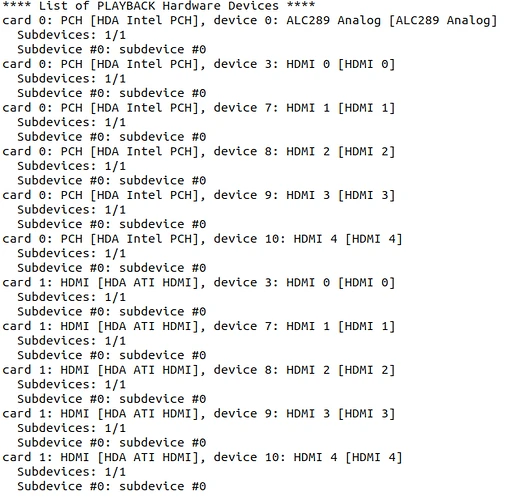 **** List of PLAYBACK Hardware Devices ****
card 0: PCH [HDA Intel PCH], device 0: ALC289 Analog [ALC289 Analog]
  Subdevices: 1/1
  Subdevice #0: subdevice #0
card 0: PCH [HDA Intel PCH], device 3: HDMI 0 [HDMI 0]
  Subdevices: 1/1
  Subdevice #0: subdevice #0
card 0: PCH [HDA Intel PCH], device 7: HDMI 1 [HDMI 1]
  Subdevices: 1/1
  Subdevice #0: subdevice #0
card 0: PCH [HDA Intel PCH], device 8: HDMI 2 [HDMI 2]
  Subdevices: 1/1
  Subdevice #0: subdevice #0
card 0: PCH [HDA Intel PCH], device 9: HDMI 3 [HDMI 3]
  Subdevices: 1/1
  Subdevice #0: subdevice #0
card 0: PCH [HDA Intel PCH], device 10: HDMI 4 [HDMI 4]
  Subdevices: 1/1
  Subdevice #0: subdevice #0
card 1: HDMI [HDA ATI HDMI], device 3: HDMI 0 [HDMI 0]
  Subdevices: 1/1
  Subdevice #0: subdevice #0
card 1: HDMI [HDA ATI HDMI], device 7: HDMI 1 [HDMI 1]
  Subdevices: 1/1
  Subdevice #0: subdevice #0
card 1: HDMI [HDA ATI HDMI], device 8: HDMI 2 [HDMI 2]
  Subdevices: 1/1
  Subdevice #0: subdevice #0
card 1: HDMI [HDA ATI HDMI], device 9: HDMI 3 [HDMI 3]
  Subdevices: 1/1
  Subdevice #0: subdevice #0
card 1: HDMI [HDA ATI HDMI], device 10: HDMI 4 [HDMI 4]
  Subdevices: 1/1
  Subdevice #0: subdevice #0